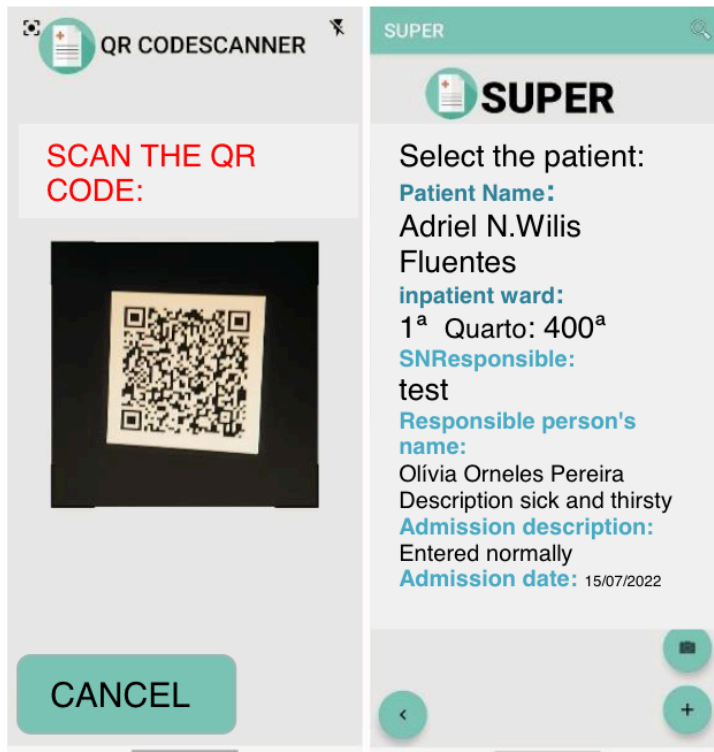 QR CODESCANNER
SCAN THE QR
CODE:
CANCEL
SUPER
SUPER
Select the patient:
Patient Name:
Adriel N.Wilis
Fluentes
inpatient ward:
1ª Quarto: 400ª
SNResponsible:
test
Responsible person's
name:
Olívia Orneles Pereira
Description sick and thirsty
Admission description:
Entered normally
Admission date: 15/07/2022